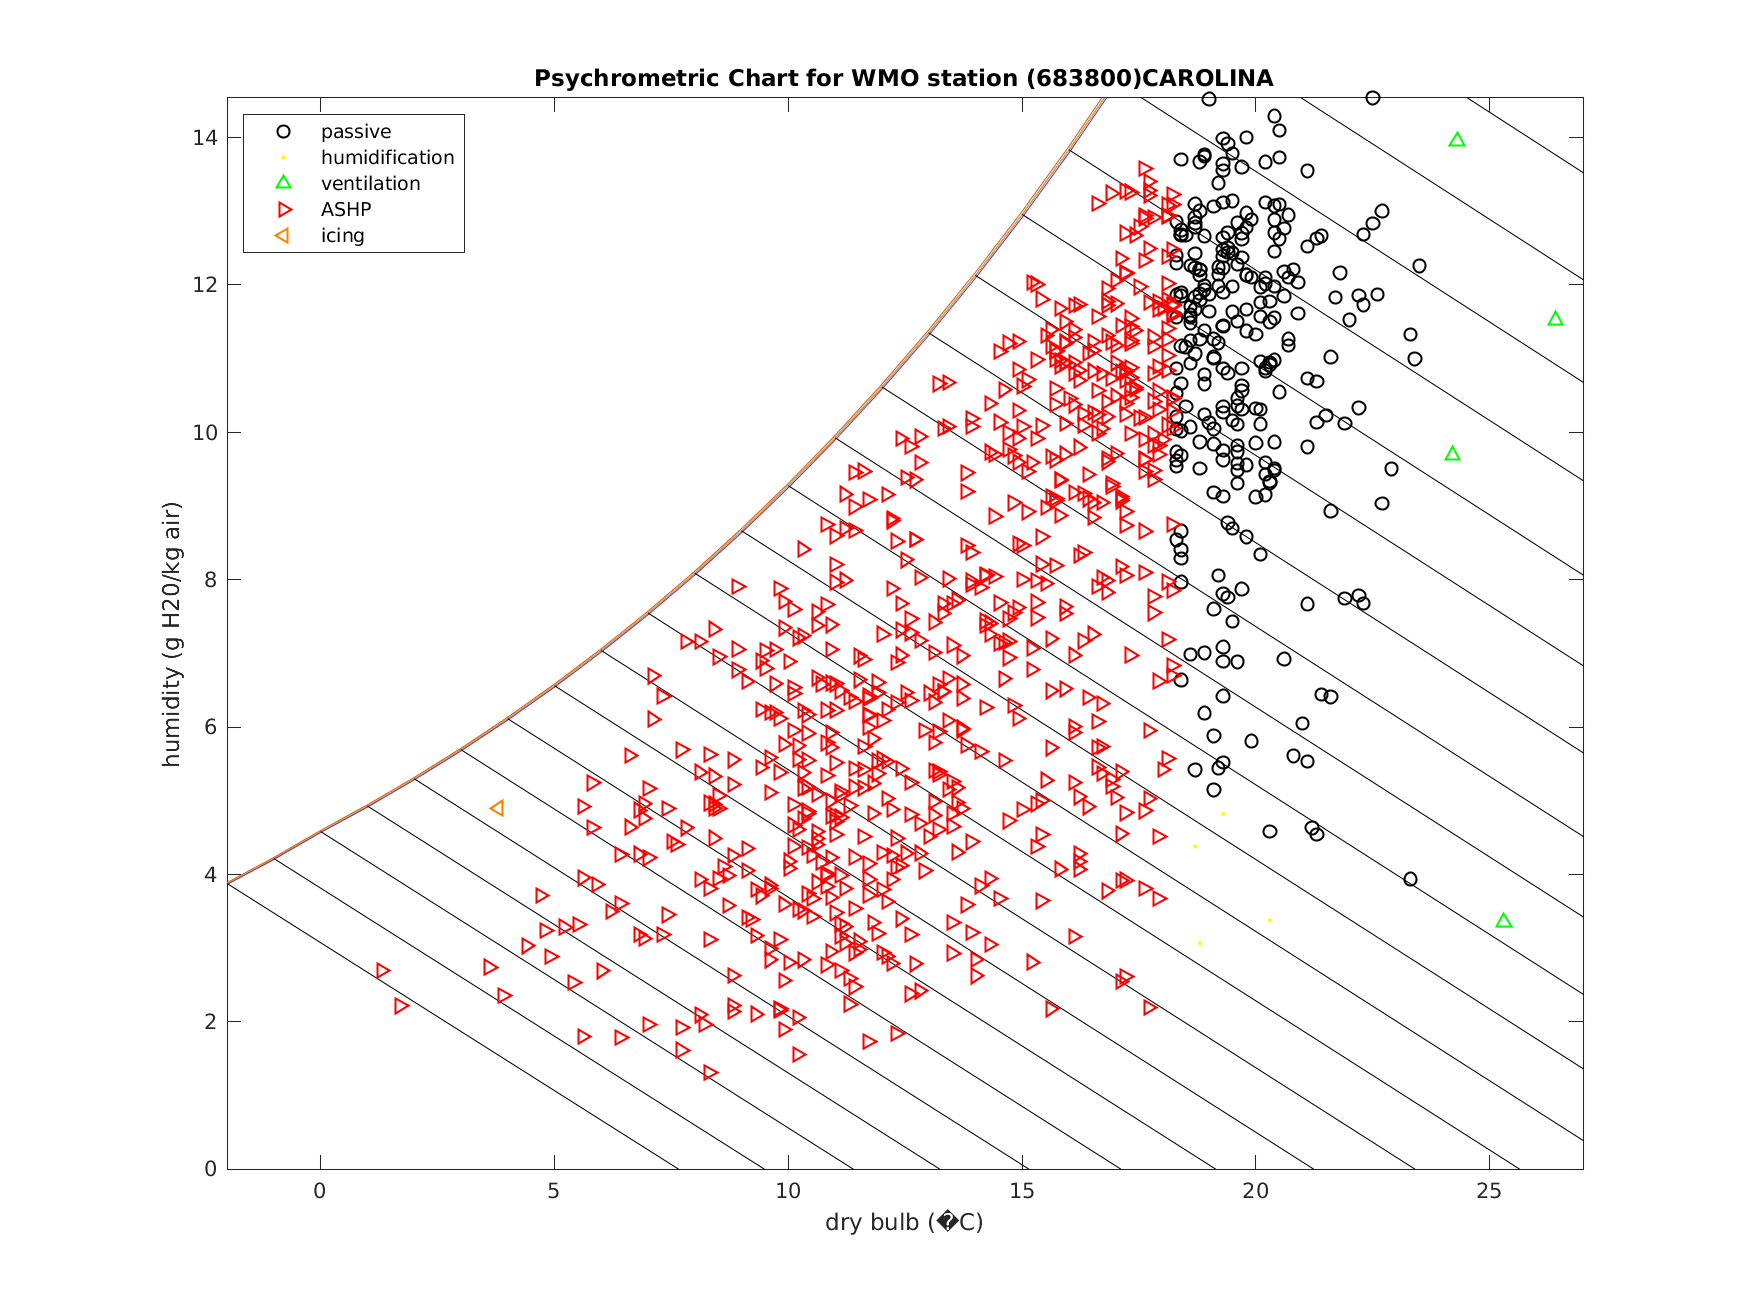 Psychrometric Chart for WMO station (683800)CAROLINA
passive
humidification
ventilation
ASHP
icing
humidity (g H20/kg air)
14
12
10
8
6
4
2
0
0 5 10 15 20 25
dry bulb (�C)